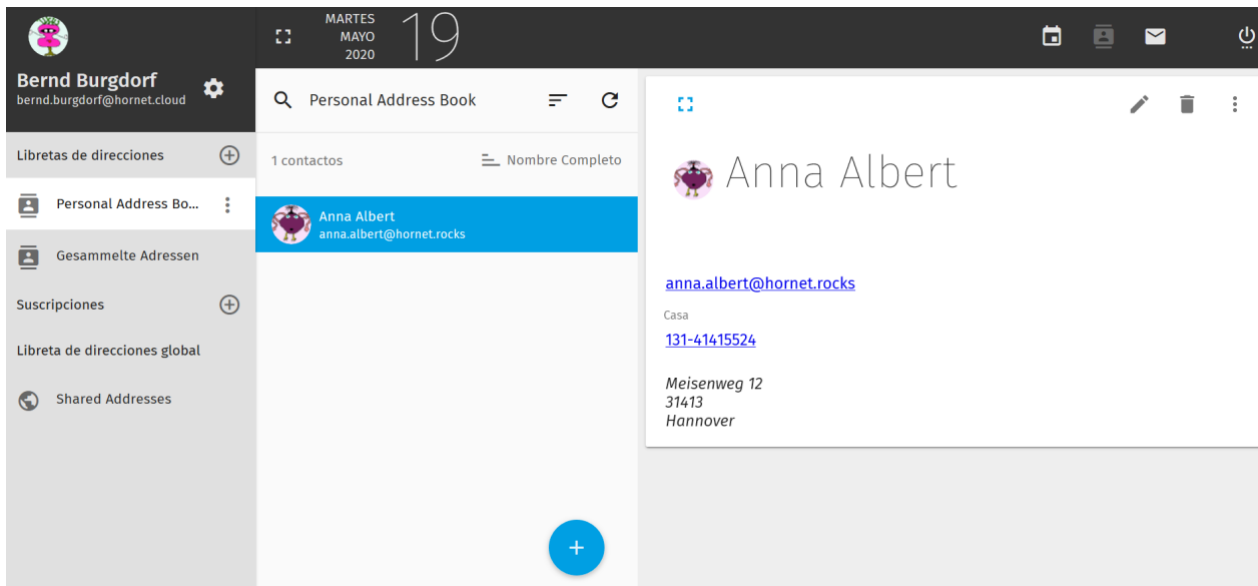 Bernd Burgdorf
bernd.burgdorf@hornet.cloud
Libretas de direcciones
Personal Address Bo...
Gesammelte Adressen
Suscripciones
Libreta de direcciones global
Shared Addresses
MARTES
MAYO
2020
19
Personal Address Book
1 contactos
Nombre Completo
Anna Albert
anna.albert@hornet.rocks
Anna Albert
anna.albert@hornet.rocks
Casa
131-41415524
Meisenweg 12
31413
Hannover